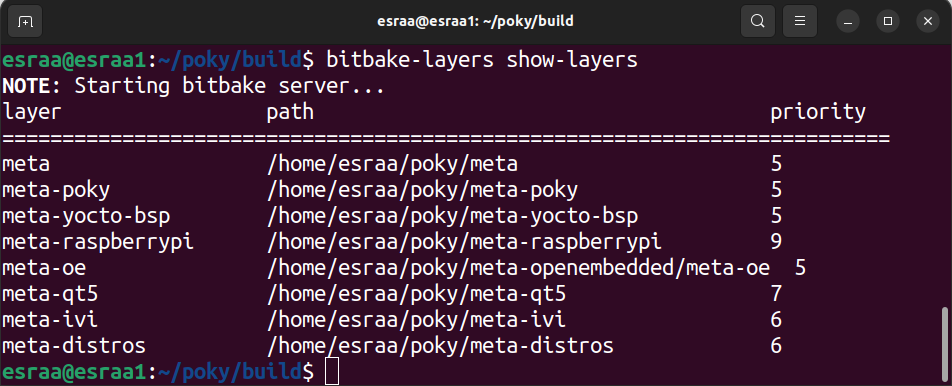 esraa@esraa1: ~/poky/build
esraa@esraa1:~/poky/build$ bitbake-layers show-layers
NOTE: Starting bitbake server...
layer                 path                                      priority
==========================================================================
meta                  /home/esraa/poky/meta                     5
meta-poky             /home/esraa/poky/meta-poky                5
meta-yocto-bsp        /home/esraa/poky/meta-yocto-bsp           5
meta-raspberrypi      /home/esraa/poky/meta-raspberrypi         9
meta-oe               /home/esraa/poky/meta-openembedded/meta-oe  5
meta-qt5              /home/esraa/poky/meta-qt5                 7
meta-ivi              /home/esraa/poky/meta-ivi                 6
meta-distros          /home/esraa/poky/meta-distros             6
esraa@esraa1:~/poky/build$